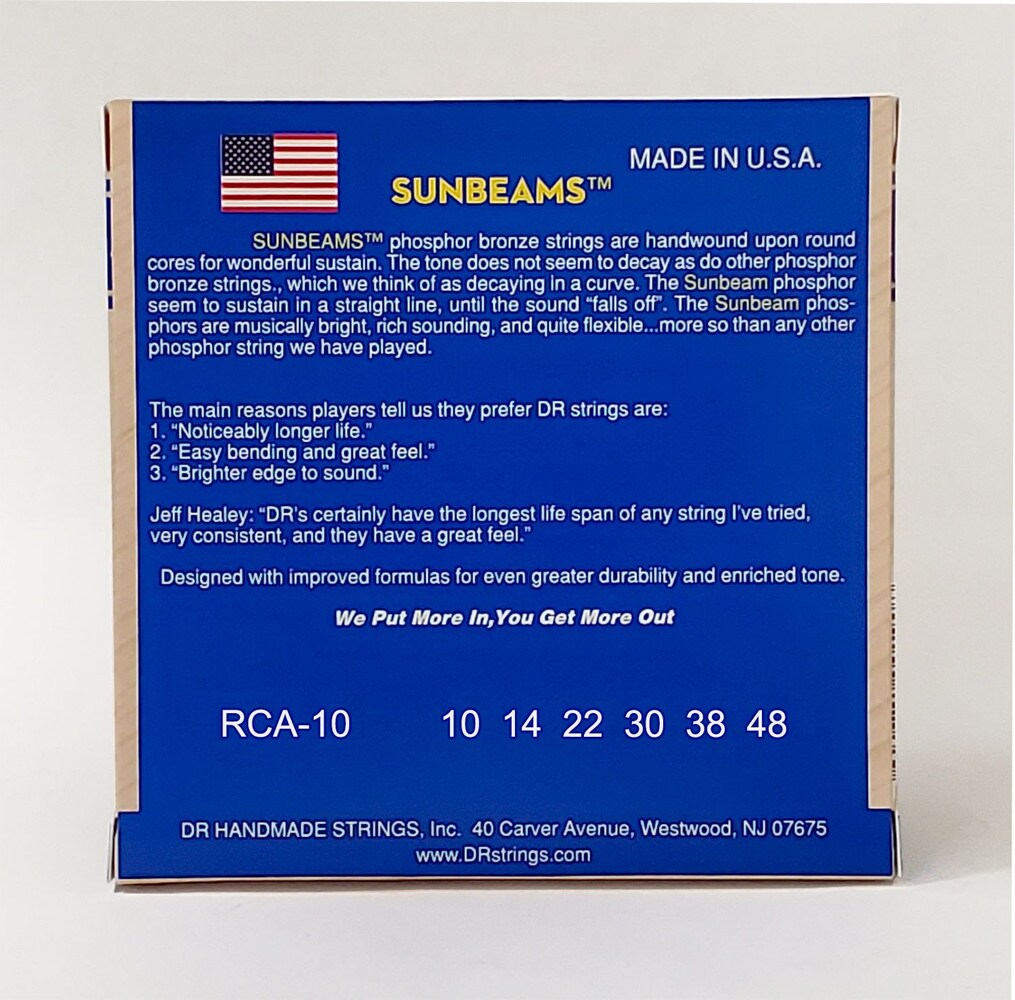 MADE IN U.S.A.
SUNBEAMS™
SUNBEAMS™ phosphor bronze strings are handwound upon round
cores for wonderful sustain. The tone does not seem to decay as do other phosphor
bronze strings., which we think of as decaying in a curve. The Sunbeam phosphor
seem to sustain in a straight line, until the sound “falls off”. The Sunbeam phos-
phors are musically bright, rich sounding, and quite flexible...more so than any other
phosphor string we have played.
The main reasons players tell us they prefer DR strings are:
1. “Noticeably longer life.”
2. “Easy bending and great feel.”
3. “Brighter edge to sound.”
Jeff Healey: “DR's certainly have the longest life span of any string I've tried,
very consistent, and they have a great feel.”
Designed with improved formulas for even greater durability and enriched tone.
We Put More In,You Get More Out
RCA-10 10 14 22 30 38 48
DR HANDMADE STRINGS, Inc. 40 Carver Avenue, Westwood, NJ 07675
www.DRstrings.com